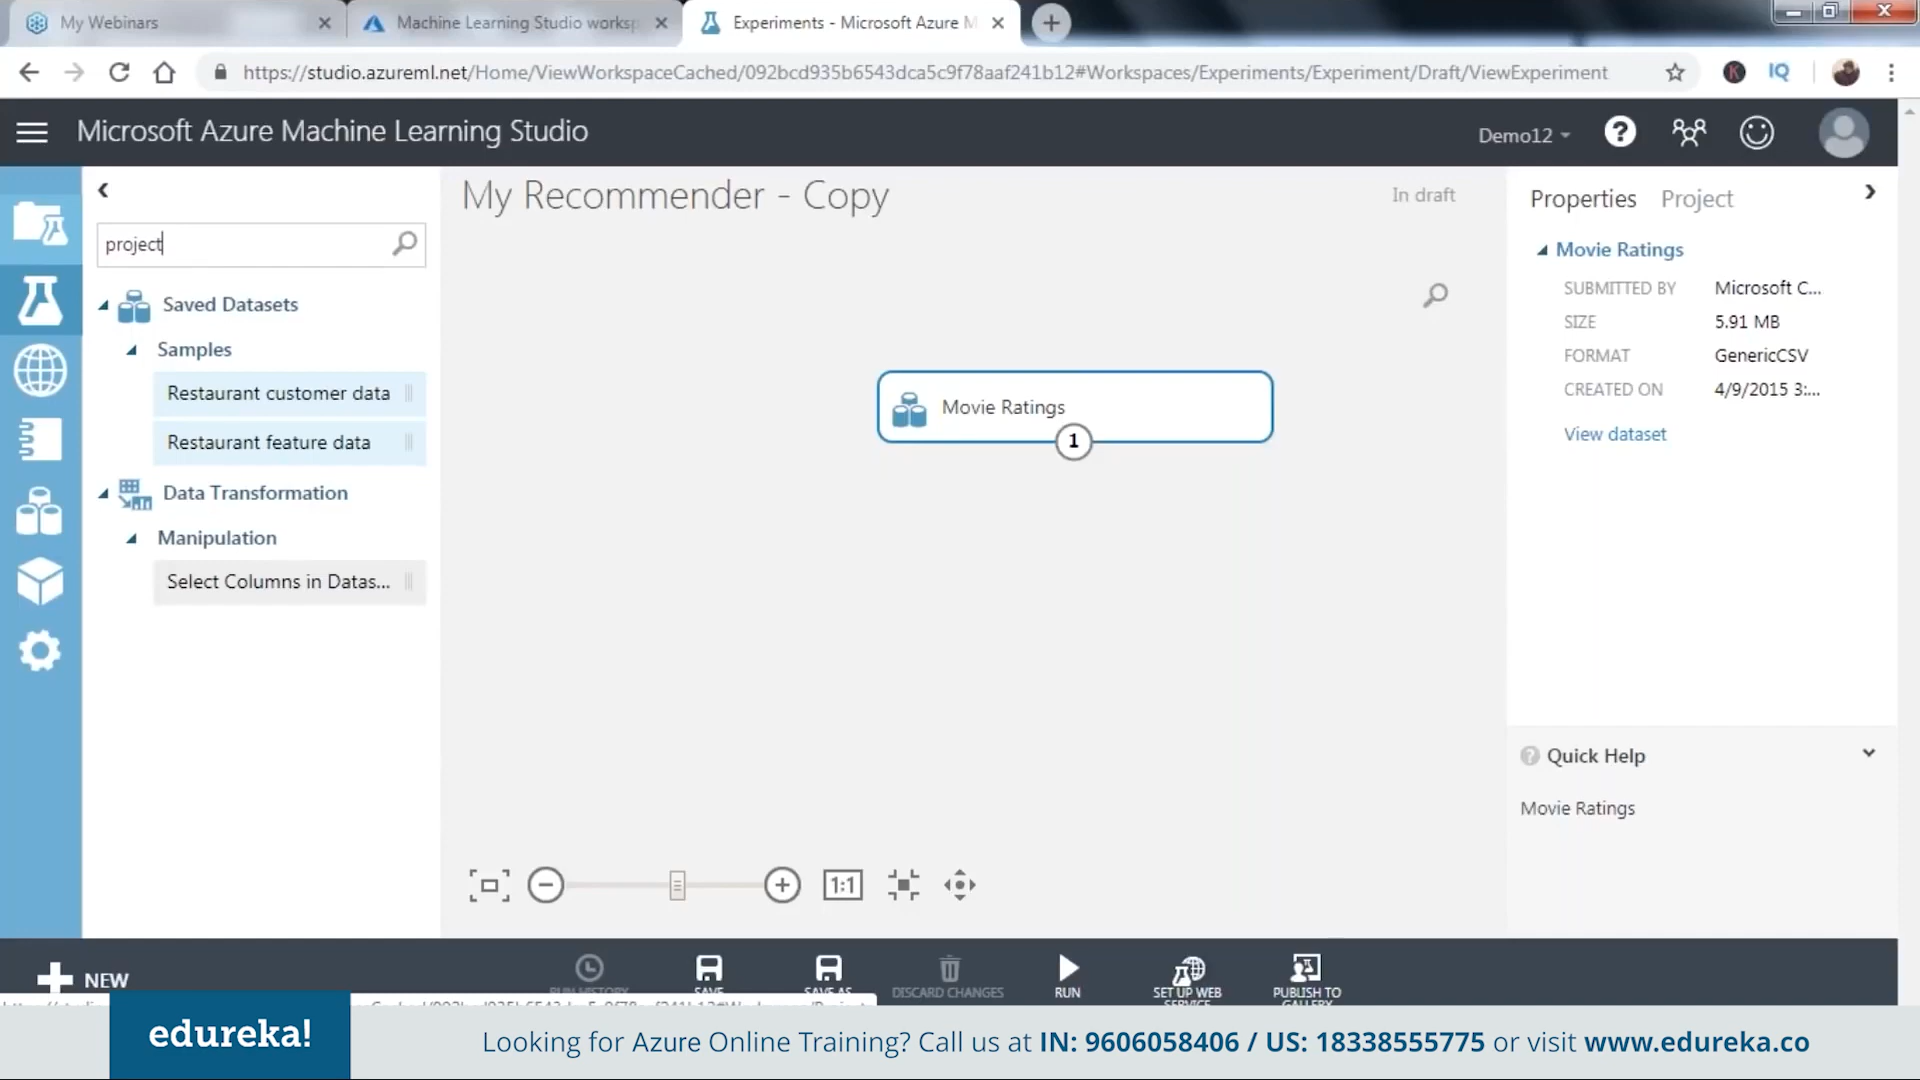 My Webinars
Machine Learning Studio works
Experiments - Microsoft Azure M
https://studio.azureml.net/Home/ViewWorkspaceCached/092bcd935b6543dca5c9f78aaf241b12#Workspaces/Experiments/Experiment/Draft/ViewExperiment
IQ
Microsoft Azure Machine Learning Studio
Demo12
project
Saved Datasets
Samples
Restaurant customer data
Restaurant feature data
Data Transformation
Manipulation
Select Columns in Datas...
My Recommender - Copy
In draft
Movie Ratings
1
Properties Project
Movie Ratings
SUBMITTED BY Microsoft C...
SIZE 5.91 MB
FORMAT GenericCSV
CREATED ON 4/9/2015 3:...
View dataset
Quick Help
Movie Ratings
1:1
NEW
RUN HISTORY
SAVE
SAVE AS
DISCARD CHANGES
RUN
SET UP WEB
SERVICE
PUBLISH TO
GALLERY
edureka!
Looking for Azure Online Training? Call us at IN: 9606058406 / US: 18338555775 or visit www.edureka.co